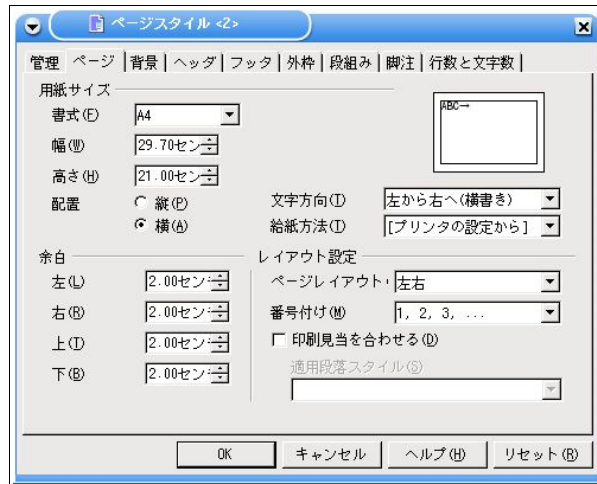 ページスタイル <2>
管理 ページ 背景 ヘッダ フッタ 外枠 段組み 脚注 行数と文字数
用紙サイズ
書式(F) A4
ABC→
幅(W) 29.70セン
高さ(H) 21.00セン
配置 縦(P) 文字方向(T) 左から右へ(横書き)
横(A) 給紙方法(T) [プリンタの設定から]
余白 レイアウト設定
左(L) 2.00セン ページレイアウト 左右
右(R) 2.00セン 番号付け(M) 1, 2, 3, ...
上(T) 2.00セン 印刷見当を合わせる(D)
下(B) 2.00セン 適用段落スタイル(S)
OK キャンセル ヘルプ(H) リセット(R)